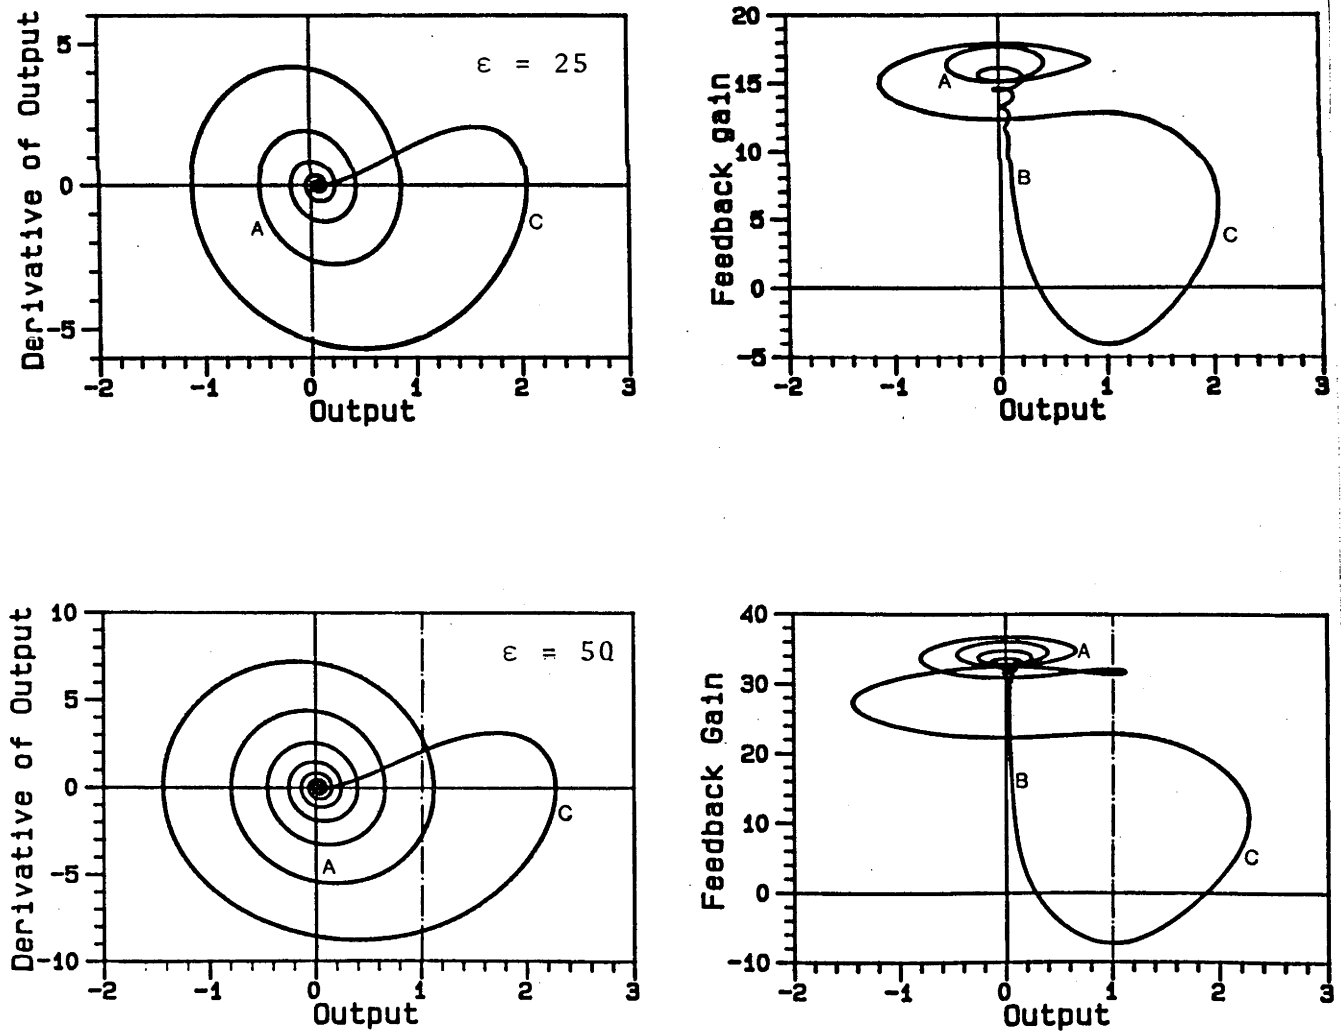 Derivative of Output
5
0
-5
-2
-1
0
1
2
3
Output
ε = 25
A
C
Feedback gain
20
15
10
5
0
-5
-2
-1
0
1
2
3
Output
A
B
C
Derivative of Output
10
5
0
-5
-10
-2
-1
0
1
2
3
Output
ε = 50
A
C
Feedback Gain
40
30
20
10
0
-10
-2
-1
0
1
2
3
Output
A
B
C